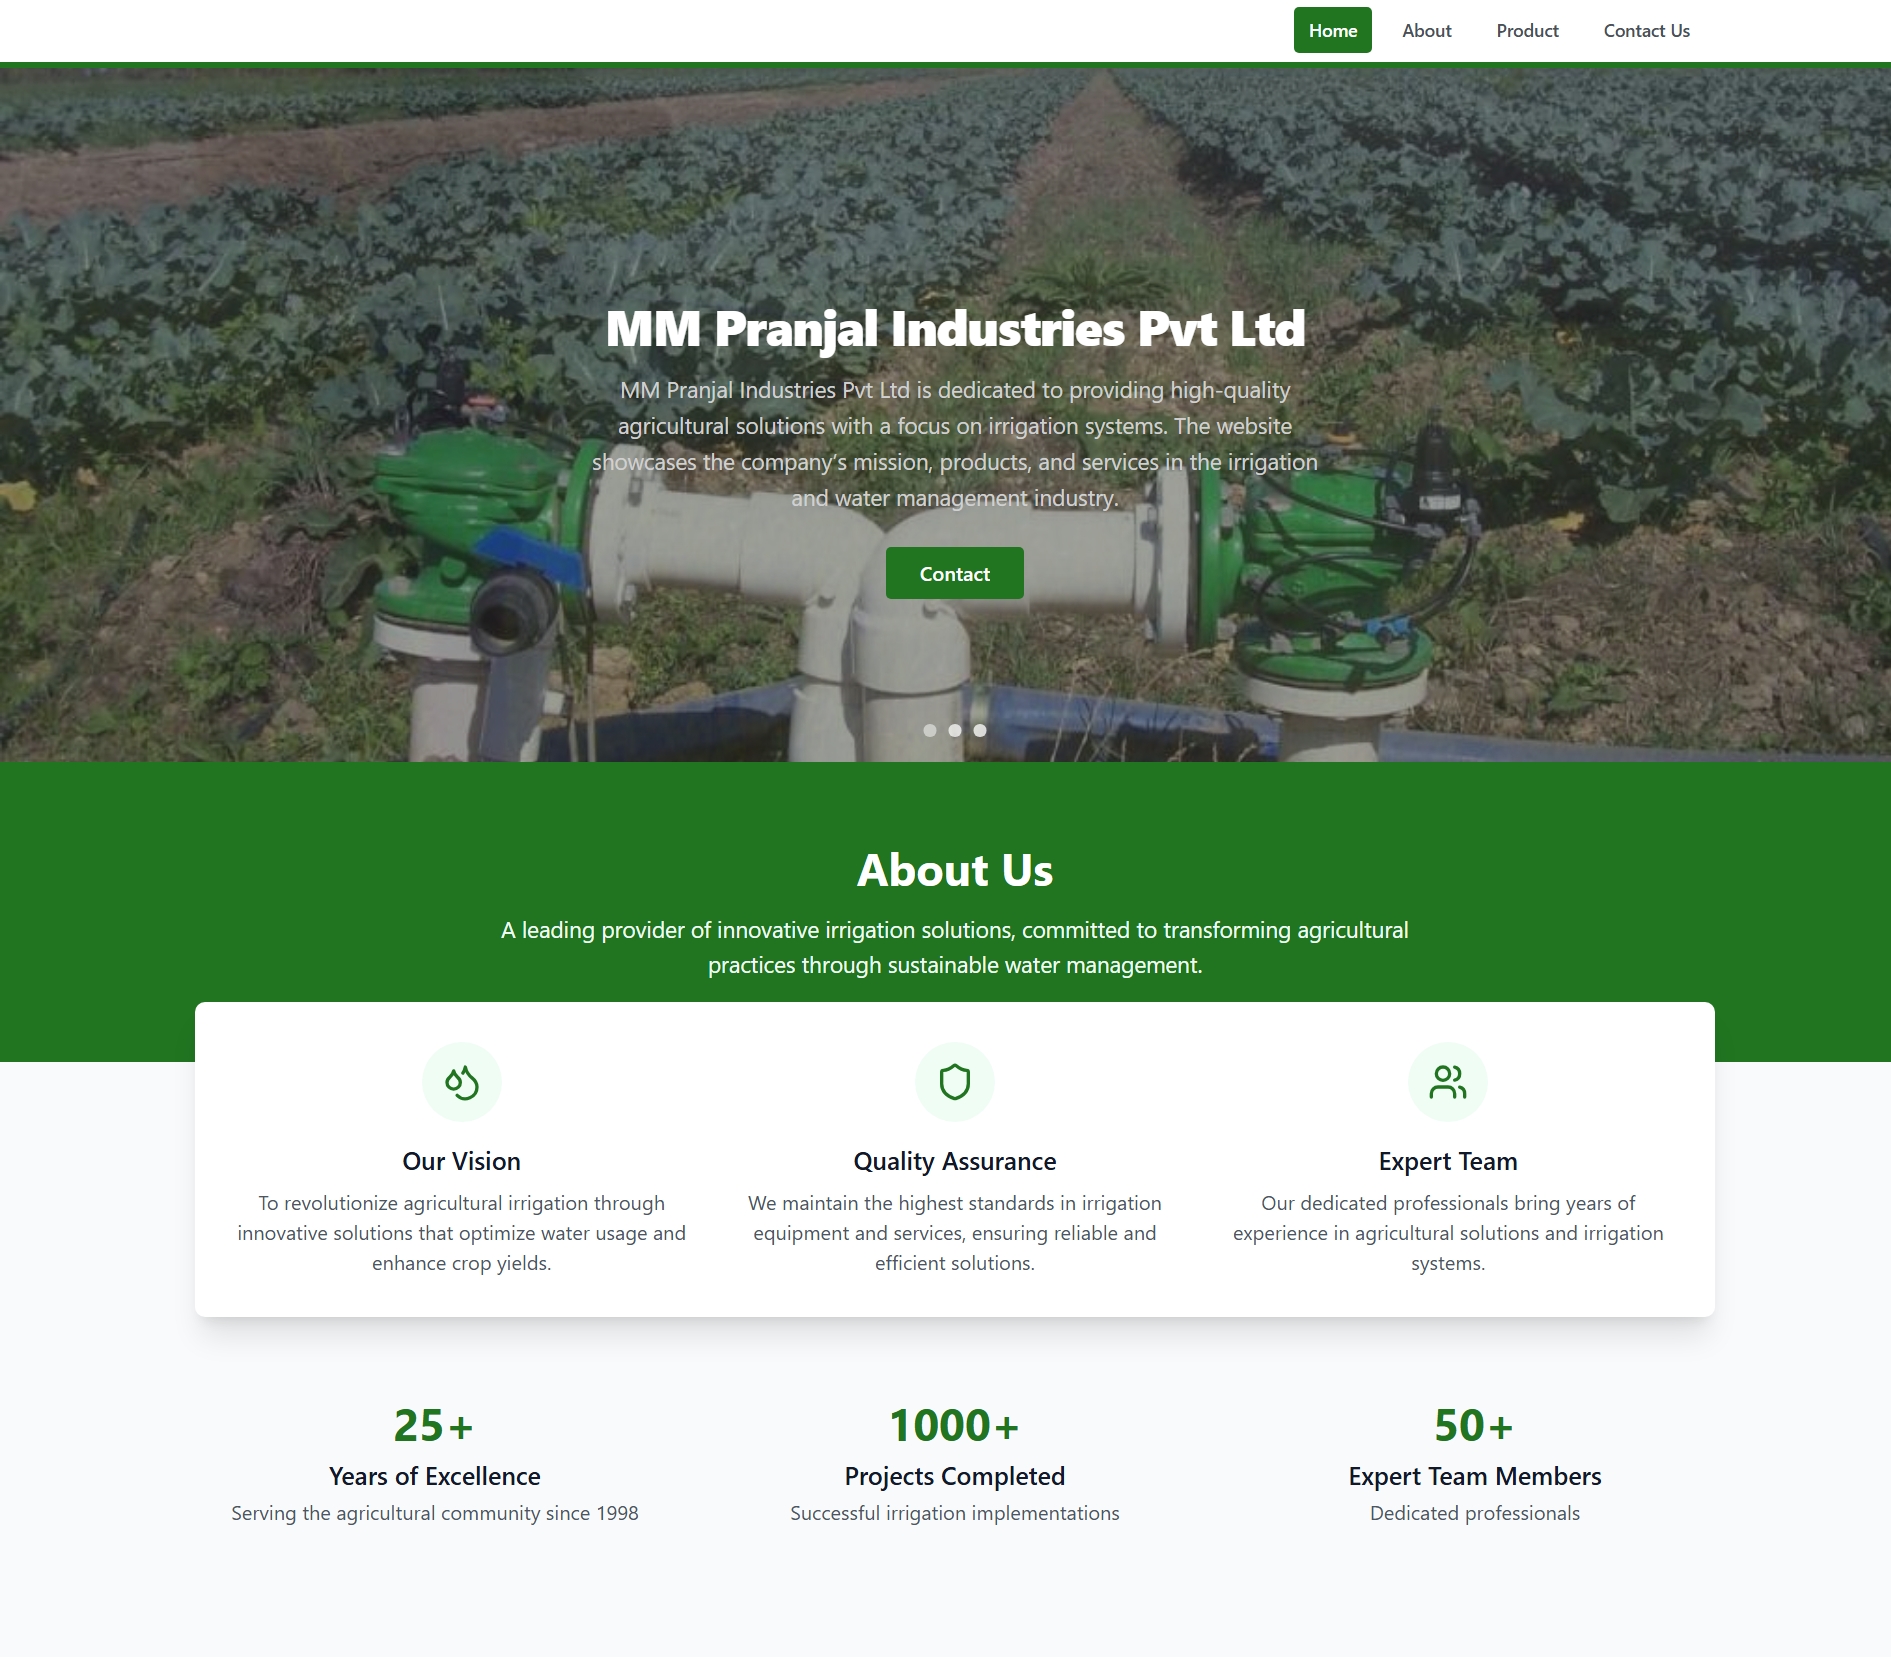 Home About Product Contact Us
MM Pranjal Industries Pvt Ltd
MM Pranjal Industries Pvt Ltd is dedicated to providing high-quality
agricultural solutions with a focus on irrigation systems. The website
showcases the company's mission, products, and services in the irrigation
and water management industry.
Contact
About Us
A leading provider of innovative irrigation solutions, committed to transforming agricultural
practices through sustainable water management.
Our Vision
To revolutionize agricultural irrigation through
innovative solutions that optimize water usage and
enhance crop yields.
Quality Assurance
We maintain the highest standards in irrigation
equipment and services, ensuring reliable and
efficient solutions.
Expert Team
Our dedicated professionals bring years of
experience in agricultural solutions and irrigation
systems.
25+
Years of Excellence
Serving the agricultural community since 1998
1000+
Projects Completed
Successful irrigation implementations
50+
Expert Team Members
Dedicated professionals